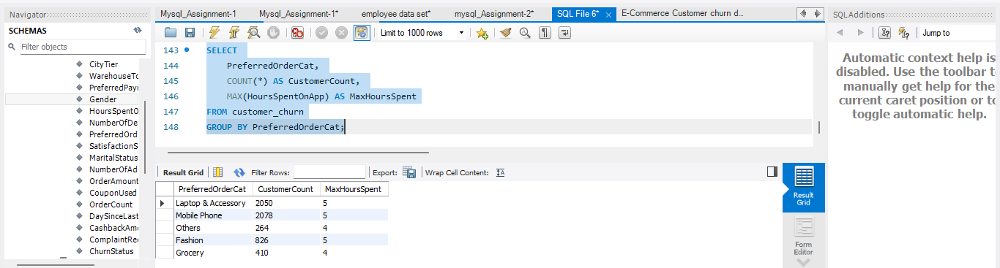 Navigator
Mysql_Assignment-1
Mysql_Assignment-1*
employee data set*
mysql_Assignment-2*
SQL File 6*
E-Commerce Customer churn d...
SQLAdditions
SCHEMAS
Filter objects
Limit to 1000 rows
Jump to
CityTier
WarehouseTo
PreferredPayı
Gender
HoursSpentO
NumberOfDe
PreferredOrd
SatisfactionS
MaritalStatus
NumberOfAd
OrderAmount
CouponUsed
OrderCount
DaySinceLast
CashbackAmo
ComplaintRec
ChurnStatus
143 SELECT
144 PreferredOrderCat,
145 COUNT(*) AS CustomerCount,
146 MAX(HoursSpentOnApp) AS MaxHoursSpent
147 FROM customer_churn
148 GROUP BY PreferredOrderCat;
Result Grid
Filter Rows:
Export:
Wrap Cell Content:
PreferredOrderCat CustomerCount MaxHoursSpent
Laptop & Accessory 2050 5
Mobile Phone 2078 5
Others 264 4
Fashion 826 5
Grocery 410 4
Result
Grid
Form
Editor
Automatic context help is
disabled. Use the toolbar t
manually get help for the
current caret position or to
toggle automatic help.